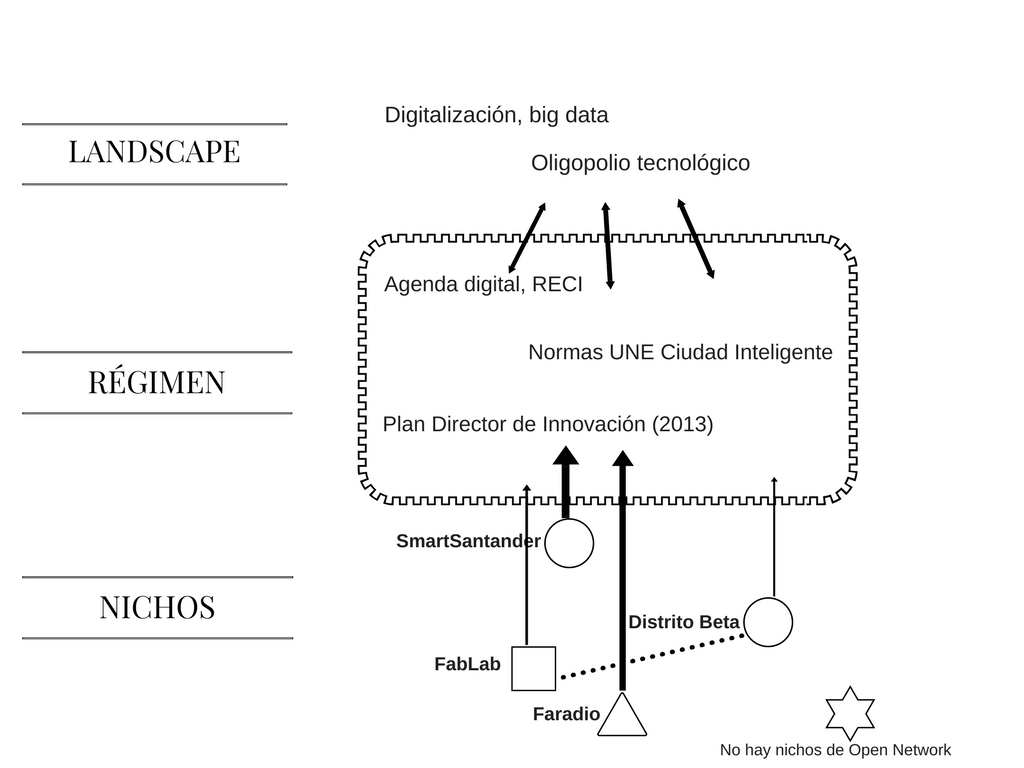 LANDSCAPE
Digitalización, big data
Oligopolio tecnológico
RÉGIMEN
Agenda digital, RECI
Normas UNE Ciudad Inteligente
Plan Director de Innovación (2013)
NICHOS
SmartSantander
Distrito Beta
FabLab
Faradio
No hay nichos de Open Network